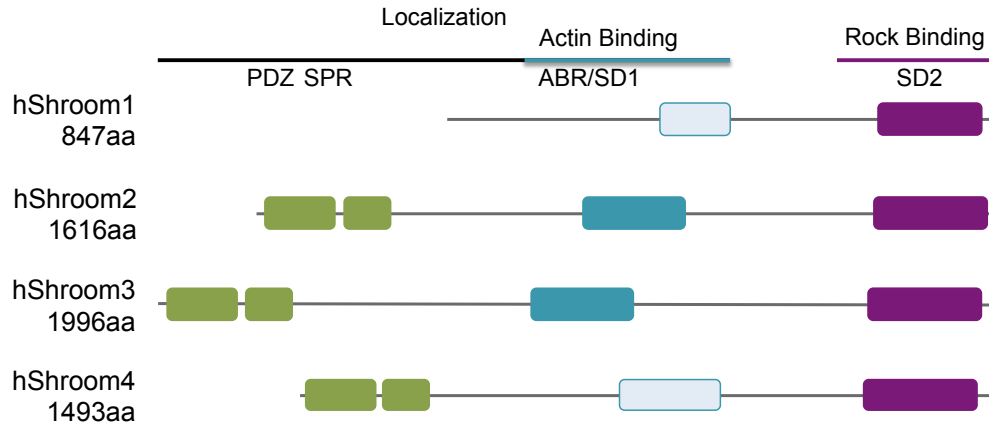 Localization
Actin Binding
Rock Binding
PDZ SPR
ABR/SD1
SD2
hShroom1
847aa
hShroom2
1616aa
hShroom3
1996aa
hShroom4
1493aa